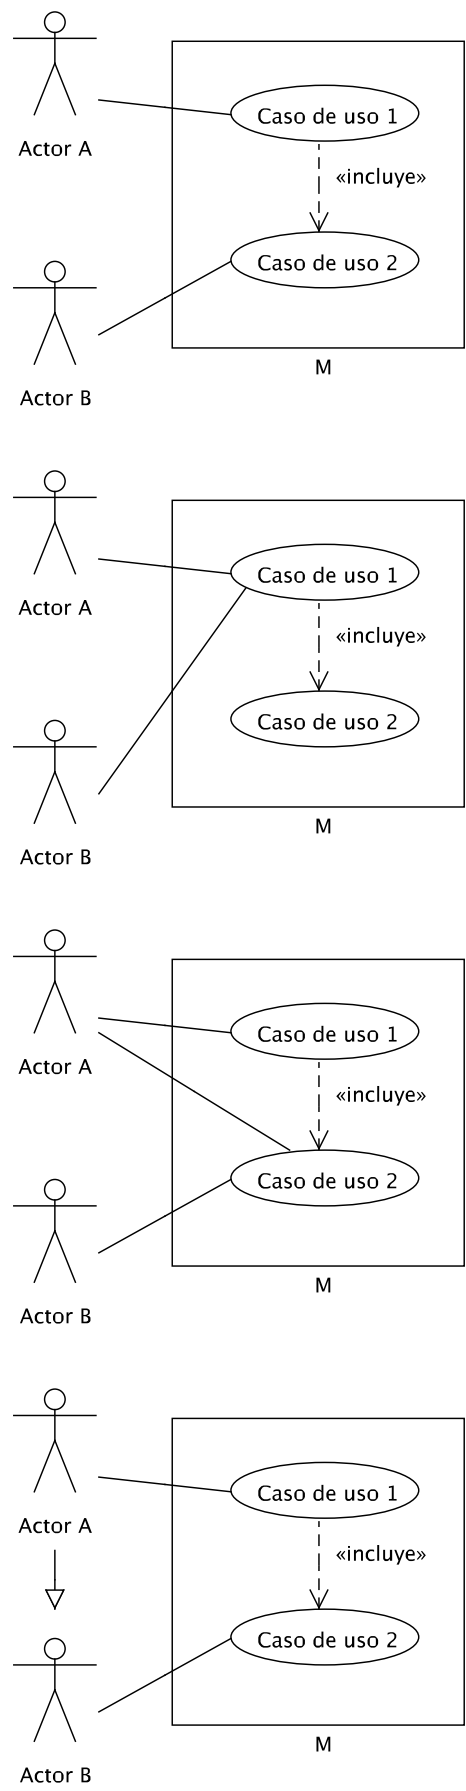 Caso de uso 1
Actor A
«incluye»
Caso de uso 2
M
Actor B
Caso de uso 1
Actor A
«incluye»
Caso de uso 2
M
Actor B
Caso de uso 1
Actor A
«incluye»
Caso de uso 2
M
Actor B
Caso de uso 1
Actor A
«incluye»
Caso de uso 2
M
Actor B